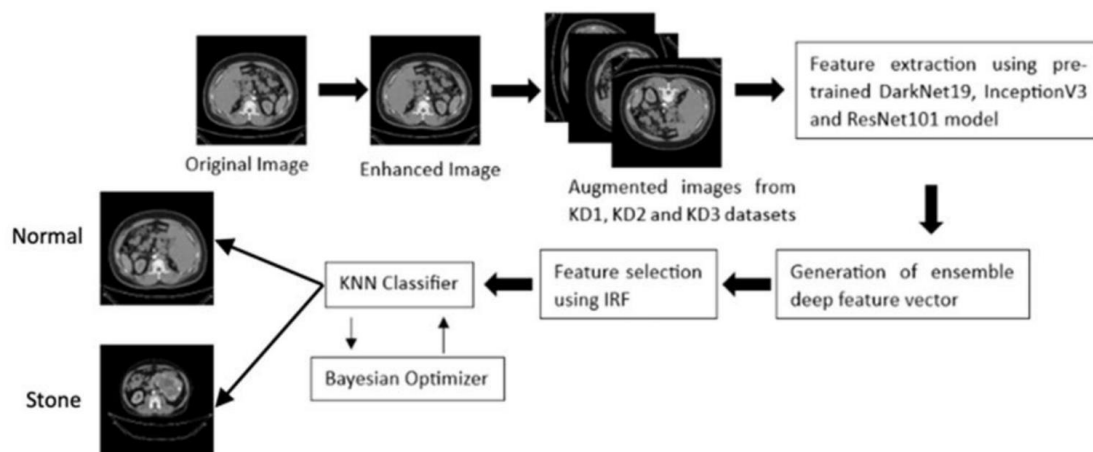 Original Image
Enhanced Image
Augmented images from
KD1, KD2 and KD3 datasets
Feature extraction using pre-
trained DarkNet19, InceptionV3
and ResNet101 model
Generation of ensemble
deep feature vector
Feature selection
using IRF
KNN Classifier
Bayesian Optimizer
Normal
Stone